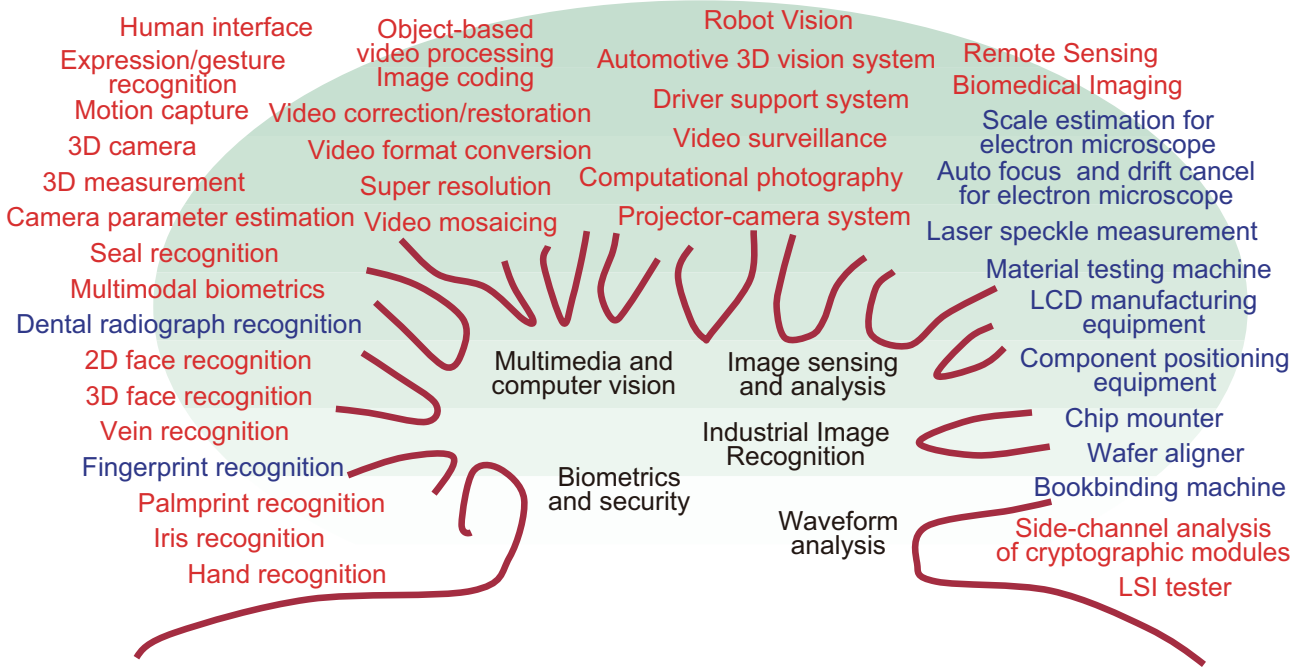 Human interface
Expression/gesture
recognition
Motion capture
3D camera
3D measurement
Camera parameter estimation
Seal recognition
Multimodal biometrics
Dental radiograph recognition
2D face recognition
3D face recognition
Vein recognition
Fingerprint recognition
Palmprint recognition
Iris recognition
Hand recognition
Object-based
video processing
Image coding
Video correction/restoration
Video format conversion
Super resolution
Video mosaicing
Robot Vision
Automotive 3D vision system
Driver support system
Video surveillance
Computational photography
Projector-camera system
Remote Sensing
Biomedical Imaging
Scale estimation for
electron microscope
Auto focus and drift cancel
for electron microscope
Laser speckle measurement
Material testing machine
LCD manufacturing
equipment
Component positioning
equipment
Chip mounter
Wafer aligner
Bookbinding machine
Side-channel analysis
of cryptographic modules
LSI tester
Multimedia and
computer vision
Image sensing
and analysis
Industrial Image
Recognition
Biometrics
and security
Waveform
analysis